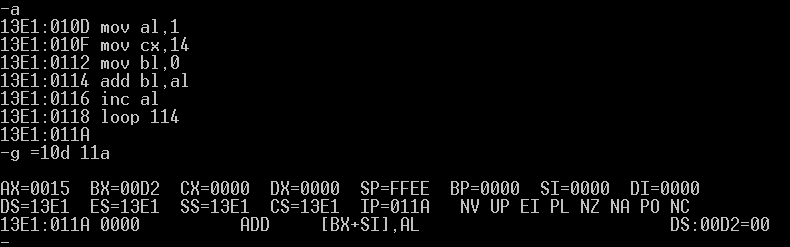 -a
13E1:010D mov al,1
13E1:010F mov cx,14
13E1:0112 mov bl,0
13E1:0114 add bl,al
13E1:0116 inc al
13E1:0118 loop 114
13E1:011A
-g =10d 11a
AX=0015  BX=00D2  CX=0000  DX=0000  SP=FFEE  BP=0000  SI=0000  DI=0000
DS=13E1  ES=13E1  SS=13E1  CS=13E1  IP=011A   NV UP EI PL NZ NA PO NC
13E1:011A 0000          ADD     [BX+SI],AL                         DS:00D2=00
-